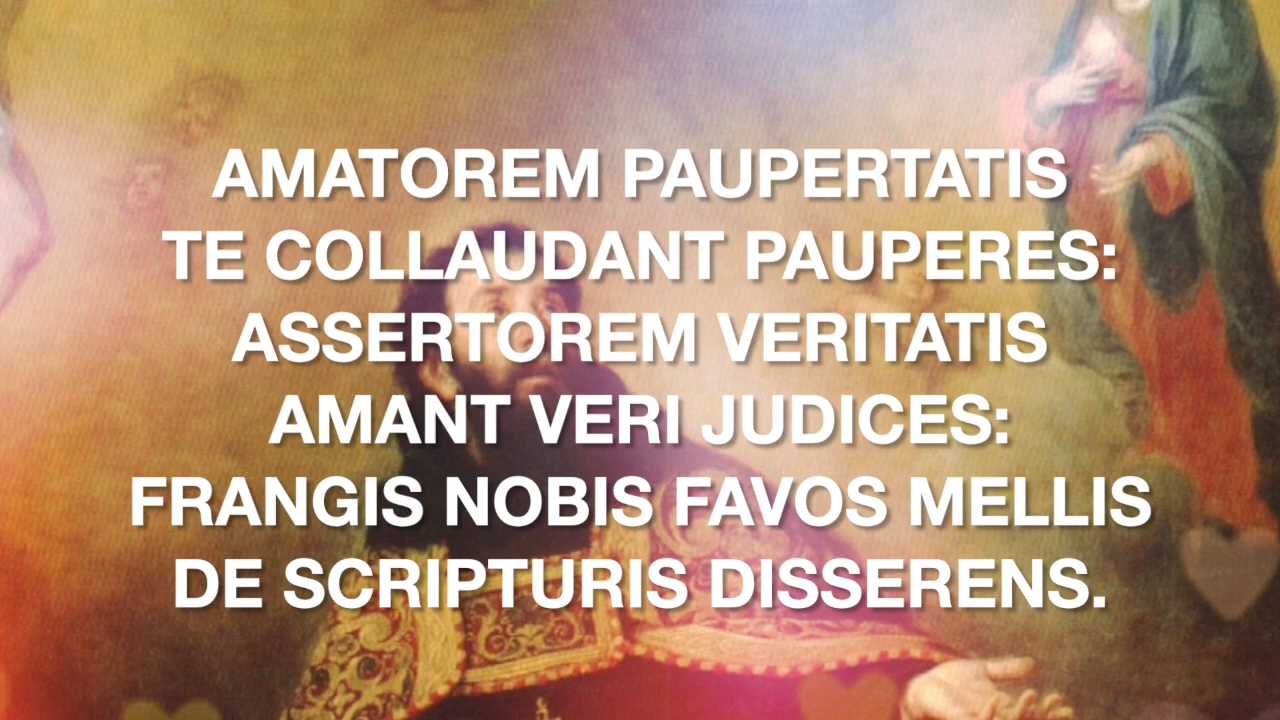 AMATOREM PAUPERTATIS
TE COLLAUDANT PAUPERES:
ASSERTOREM VERITATIS
AMANT VERI JUDICES:
FRANGIS NOBIS FAVOS MELLIS
DE SCRIPTURIS DISSERENS.